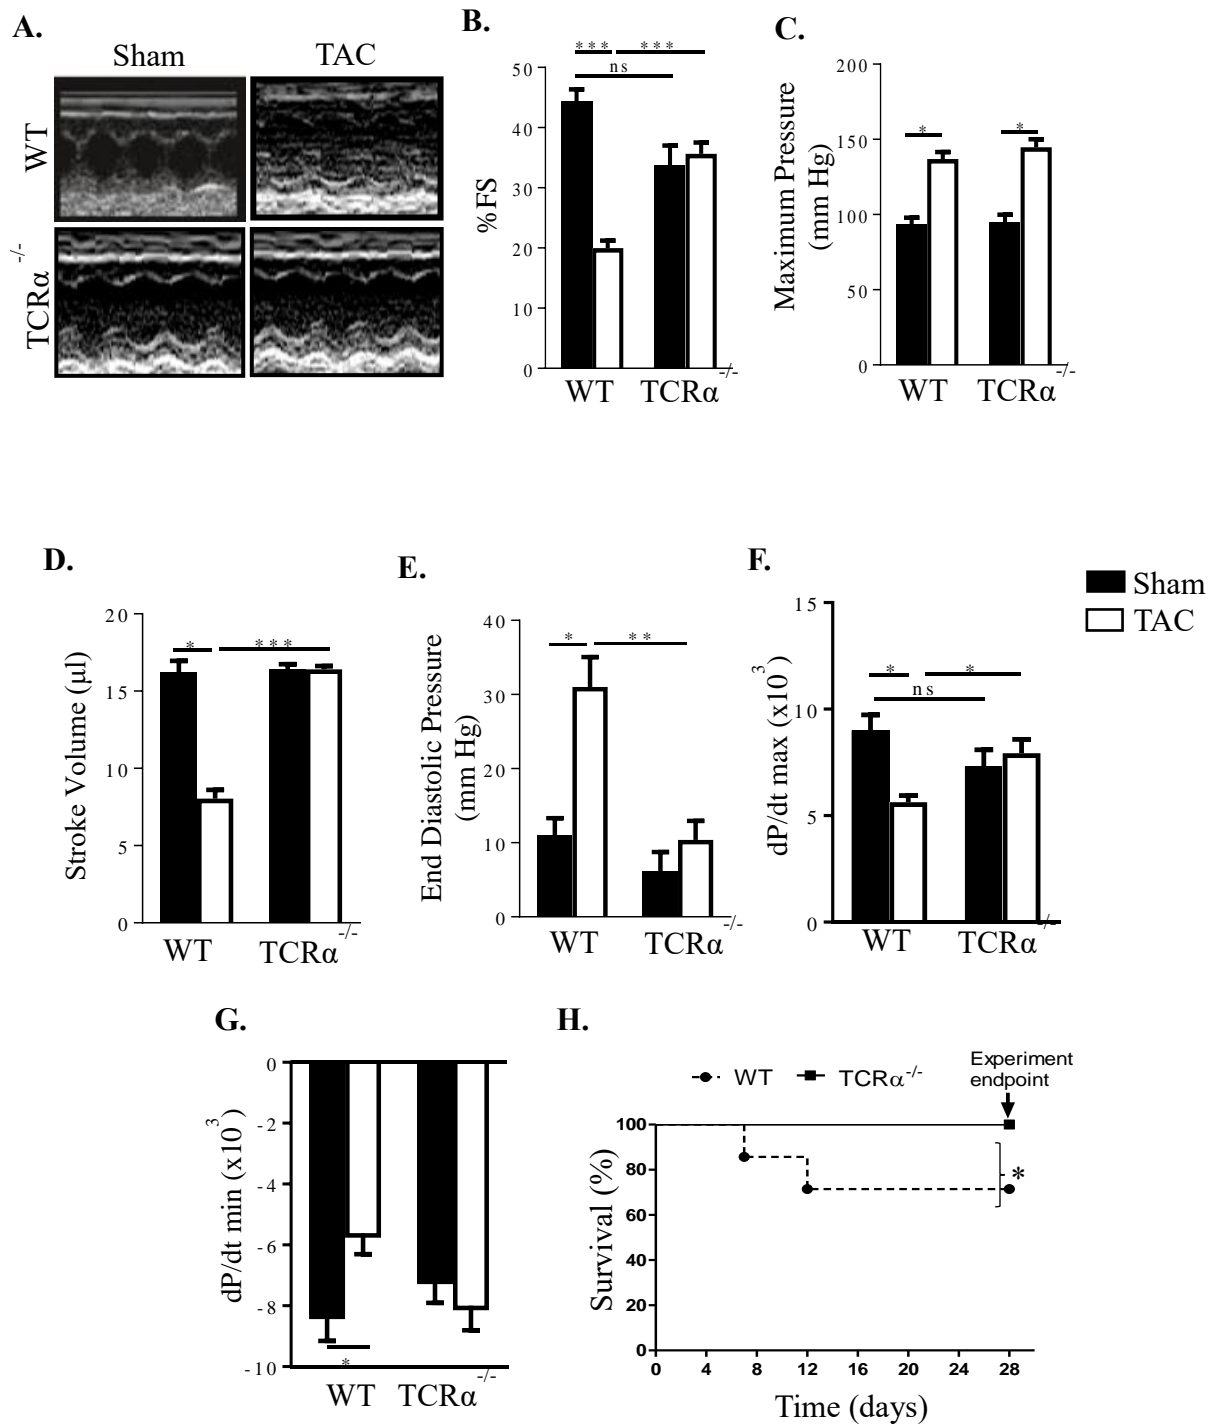 A.
Sham TAC
WT
TCRα-/-
B.
*** ***
ns
50
40
30
20
10
0
%FS
WT TCRα-/-
C.
200
150
100
50
0
Maximum Pressure
(mm Hg)
* *
WT TCRα-/-
D.
20
15
10
5
0
Stroke Volume (µl)
* ***
WT TCRα-/-
E.
40
30
20
10
0
End Diastolic Pressure
(mm Hg)
* **
WT TCRα-/-
F.
15
10
5
0
dP/dt max (x10³)
* *
ns
WT TCRα-/-
Sham
TAC
G.
0
-2
-4
-6
-8
-10
dP/dt min (x10³)
*
WT TCRα-/-
H.
WT TCRα-/-
Experiment
endpoint
100
80
60
40
20
0
Survival (%)
*
0 4 8 12 16 20 24 28
Time (days)